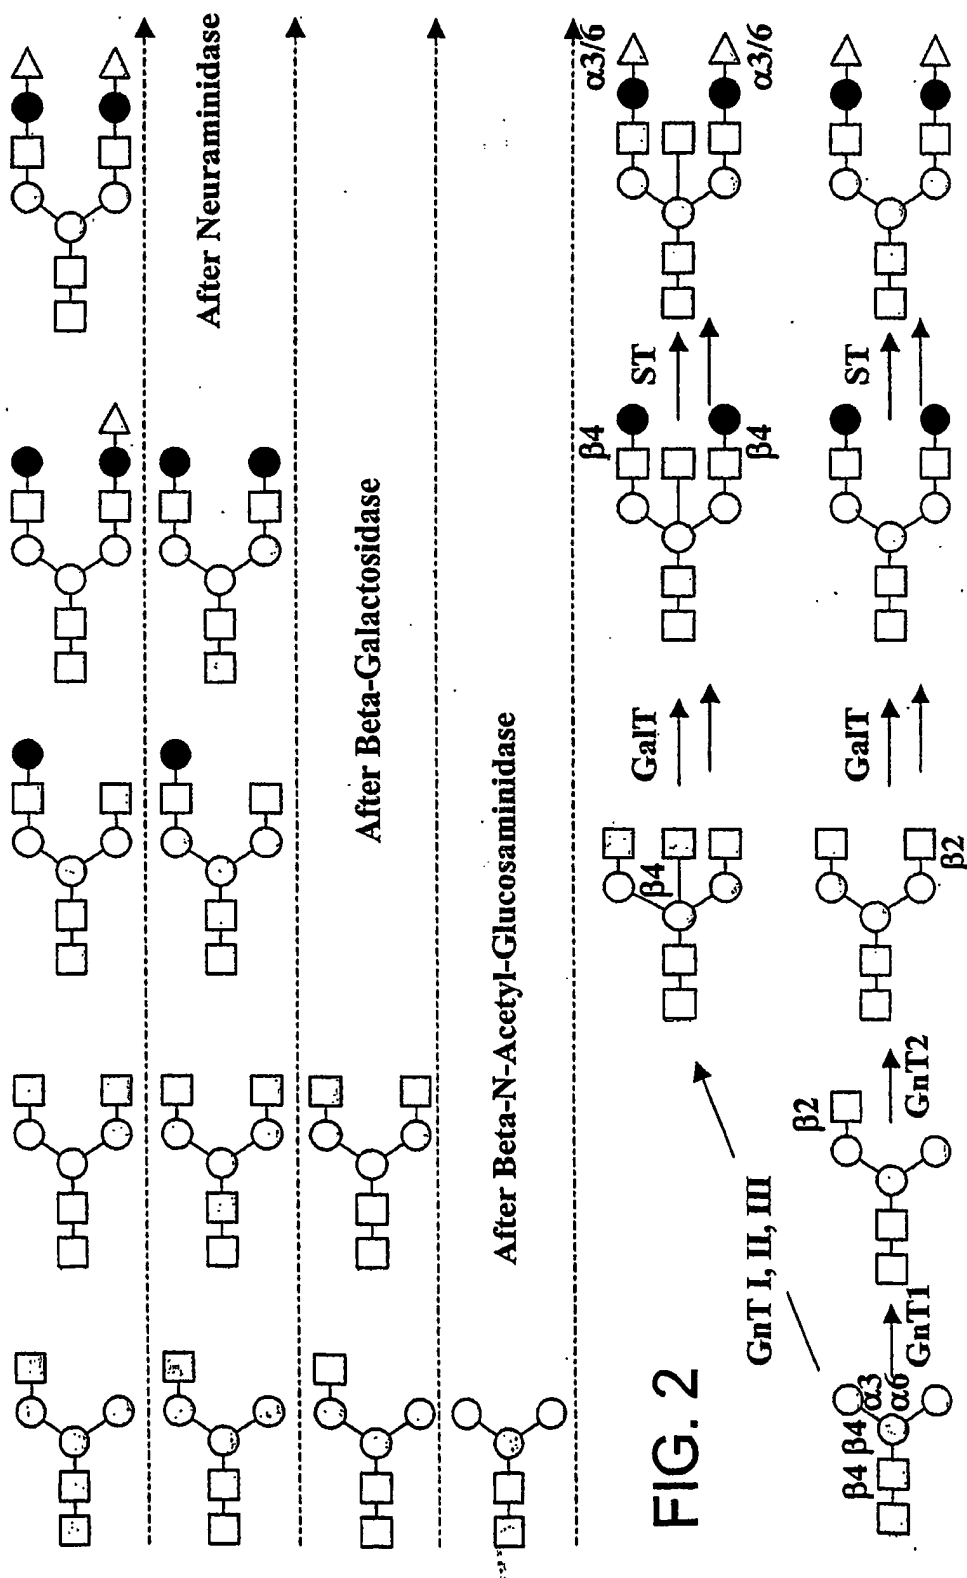 After Neuraminidase
After Beta-Galactosidase
After Beta-N-Acetyl-Glucosaminidase
FIG. 2
GnT I, II, III
β4
GalT
β4
β4
ST
α3/6
α3/6
β4 β4
α3
α6
GnT1
β2
GnT2
β2
GalT
ST